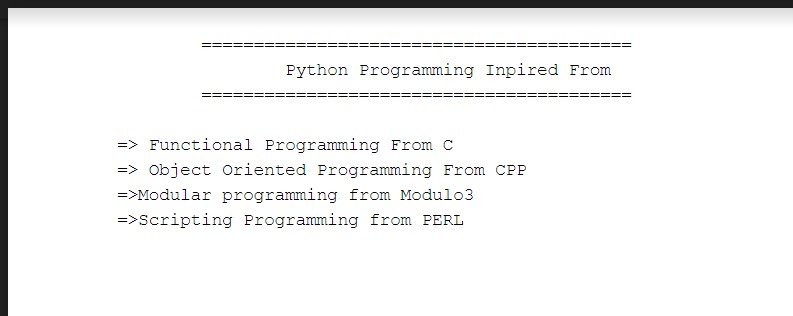 =========================================
Python Programming Inpired From
=========================================
=> Functional Programming From C
=> Object Oriented Programming From CPP
=>Modular programming from Modulo3
=>Scripting Programming from PERL